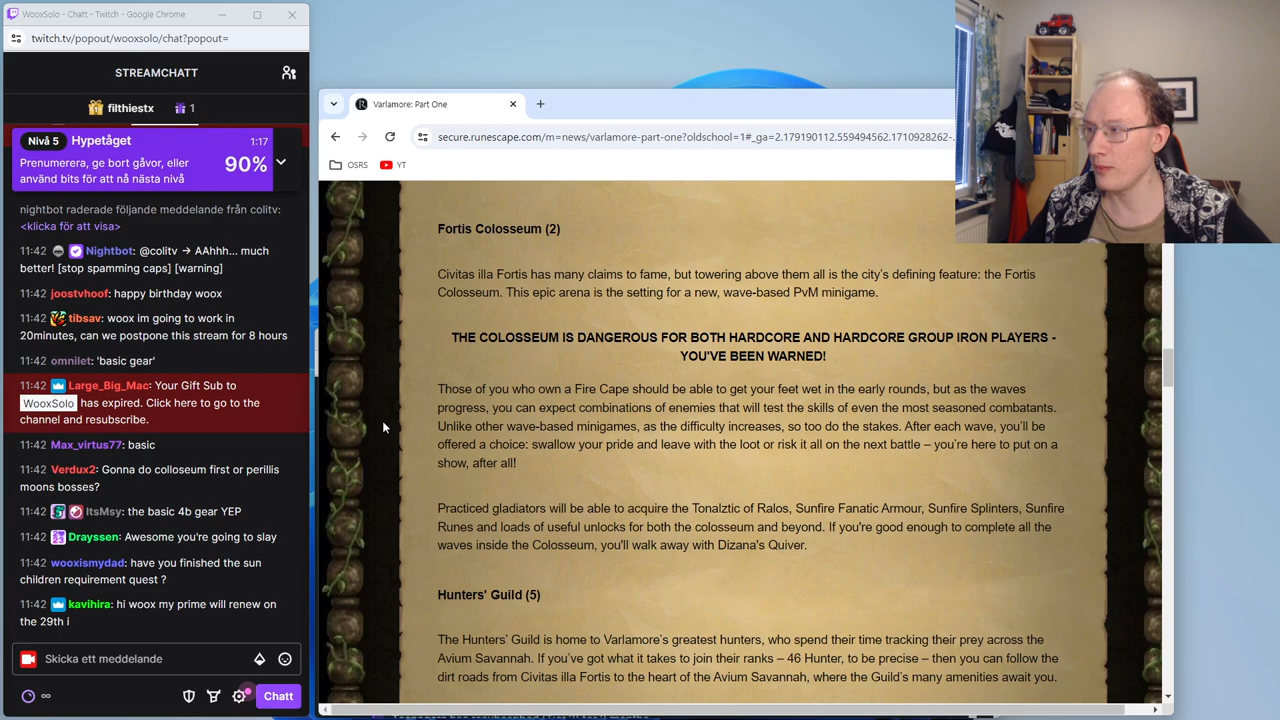 WooxSolo - Chatt - Twitch - Google Chrome
twitch.tv/popout/wooxsolo/chat?popout=
STREAMCHATT
filthiestx
1
Nivå 5 Hypetåget 1:17
Prenumerera, ge bort gåvor, eller
använd bits för att nå nästa
nivå
90%
nightbot raderade följande meddelande från colitv:
<klicka för att visa>
11:42 Nightbot: @colitv → AAhhh... much
better! [stop spamming caps] [warning]
11:42 joostvhoof: happy birthday woox
11:42 tibsav: woox im going to work in
20minutes, can we postpone this stream for 8 hours
11:42 omnilet: 'basic gear'
11:42 Large_Big_Mac: Your Gift Sub to
WooxSolo has expired. Click here to go to the
channel and resubscribe.
11:42 Max_virtus77: basic
11:42 Verdux2: Gonna do colloseum first or perillis
moons bosses?
11:42 ItsMsy: the basic 4b gear YEP
11:42 Drayssen: Awesome you're going to slay
11:42 wooxismydad: have you finished the sun
children requirement quest ?
11:42 kavihira: hi woox my prime will renew on
the 29th i
Skicka ett meddelande
Chatt
Varlamore: Part One
secure.runescape.com/m=news/varlamore-part-one?oldschool=1#_ga=2.179190112.559494562.1710928262-
OSRS
YT
Fortis Colosseum (2)
Civitas illa Fortis has many claims to fame, but towering above them all is the city's defining feature: the Fortis
Colosseum. This epic arena is the setting for a new, wave-based PvM minigame.
THE COLOSSEUM IS DANGEROUS FOR BOTH HARDCORE AND HARDCORE GROUP IRON PLAYERS -
YOU'VE BEEN WARNED!
Those of you who own a Fire Cape should be able to get your feet wet in the early rounds, but as the waves
progress, you can expect combinations of enemies that will test the skills of even the most seasoned combatants.
Unlike other wave-based minigames, as the difficulty increases, so too do the stakes. After each wave, you'll be
offered a choice: swallow your pride and leave with the loot or risk it all on the next battle – you're here to put on a
show, after all!
Practiced gladiators will be able to acquire the Tonalztic of Ralos, Sunfire Fanatic Armour, Sunfire Splinters, Sunfire
Runes and loads of useful unlocks for both the colosseum and beyond. If you're good enough to complete all the
waves inside the Colosseum, you'll walk away with Dizana's Quiver.
Hunters' Guild (5)
The Hunters' Guild is home to Varlamore's greatest hunters, who spend their time tracking their prey across the
Avium Savannah. If you've got what it takes to join their ranks – 46 Hunter, to be precise – then you can follow the
dirt roads from Civitas illa Fortis to the heart of the Avium Savannah, where the Guild's many amenities await you.